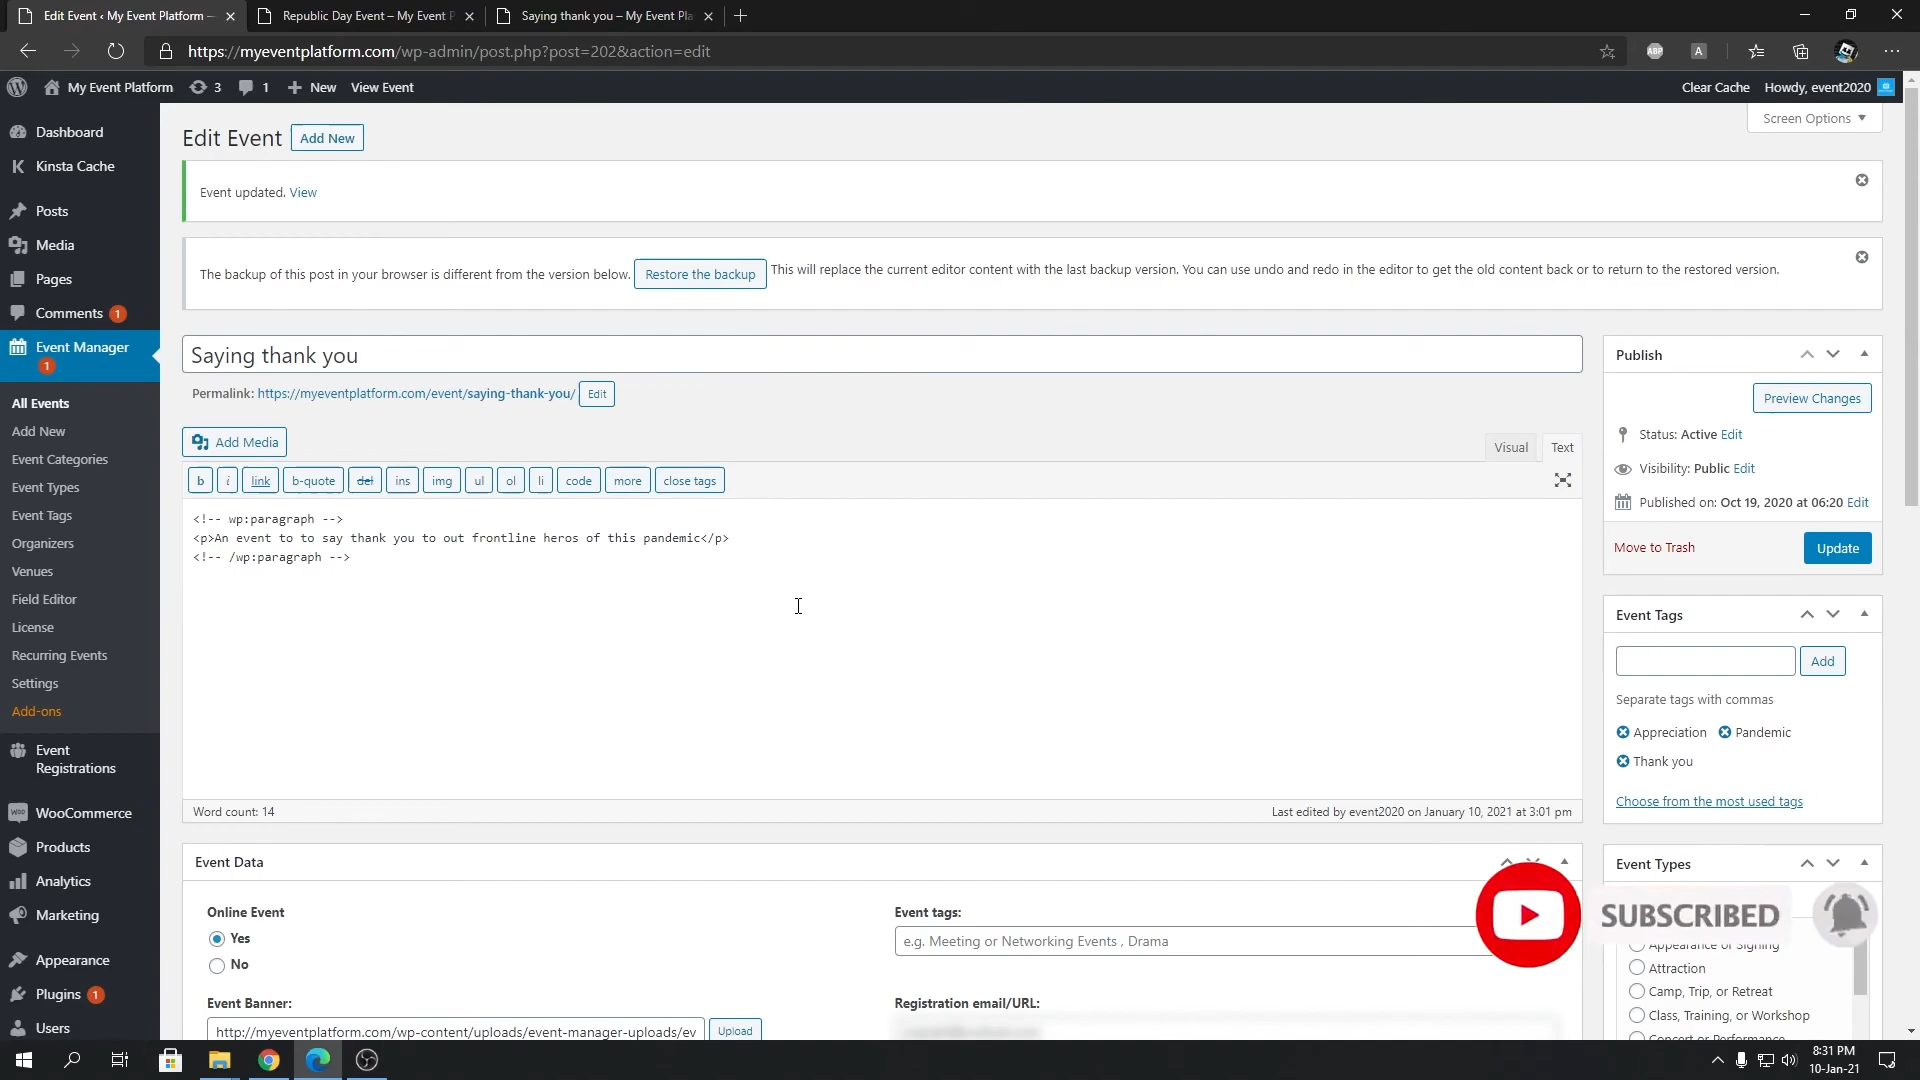 Edit Event ‹ My Event Platform –
Republic Day Event – My Event P
Saying thank you – My Event Pla
https://myeventplatform.com/wp-admin/post.php?post=202&action=edit
My Event Platform
3
1
New
View Event
Clear Cache
Howdy, event2020
Dashboard
Kinsta Cache
Posts
Media
Pages
Comments 1
Event Manager
1
All Events
Add New
Event Categories
Event Types
Event Tags
Organizers
Venues
Field Editor
License
Recurring Events
Settings
Add-ons
Event
Registrations
WooCommerce
Products
Analytics
Marketing
Appearance
Plugins 1
Users
Screen Options
Edit Event
Add New
Event updated. View
The backup of this post in your browser is different from the version below. Restore the backup This will replace the current editor content with the last backup version. You can use undo and redo in the editor to get the old content back or to return to the restored version.
Saying thank you
Permalink: https://myeventplatform.com/event/saying-thank-you/ Edit
Add Media
Visual
Text
b i link b-quote del ins img ul ol li code more close tags
<!-- wp:paragraph -->
<p>An event to to say thank you to out frontline heros of this pandemic</p>
<!-- /wp:paragraph -->
Word count: 14
Last edited by event2020 on January 10, 2021 at 3:01 pm
Event Data
Online Event
Yes
No
Event Banner:
http://myeventplatform.com/wp-content/uploads/event-manager-uploads/ev
Upload
Event tags:
e.g. Meeting or Networking Events , Drama
Registration email/URL:
Publish
Preview Changes
Status: Active Edit
Visibility: Public Edit
Published on: Oct 19, 2020 at 06:20 Edit
Move to Trash
Update
Event Tags
Add
Separate tags with commas
Appreciation
Pandemic
Thank you
Choose from the most used tags
Event Types
SUBSCRIBED
Appearance or Signing
Attraction
Camp, Trip, or Retreat
Class, Training, or Workshop
Concert or Performance
8:31 PM
10-Jan-21